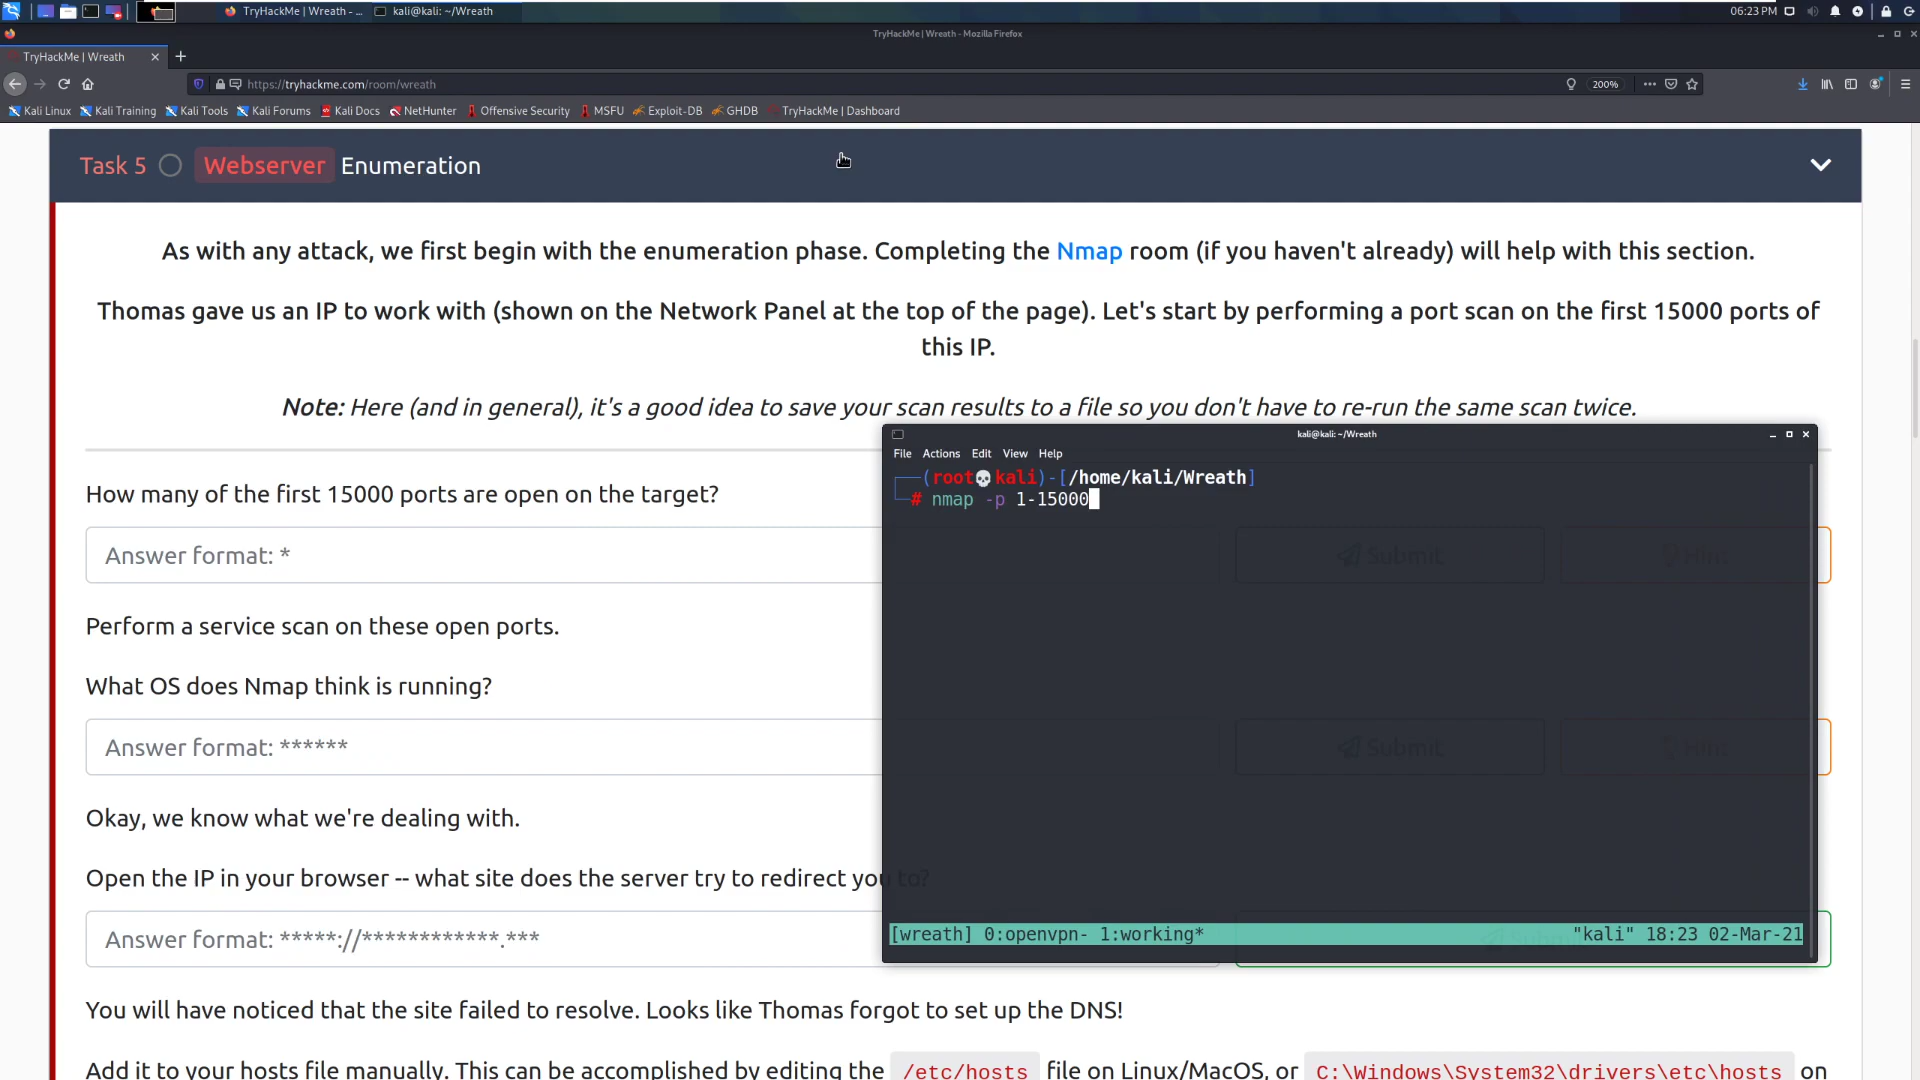 TryHackMe | Wreath - ...
kali@kali: ~/Wreath
06:23 PM
TryHackMe | Wreath - Mozilla Firefox
TryHackMe | Wreath
https://tryhackme.com/room/wreath
200%
Kali Linux
Kali Training
Kali Tools
Kali Forums
Kali Docs
NetHunter
Offensive Security
MSFU
Exploit-DB
GHDB
TryHackMe | Dashboard
Task 5 Webserver Enumeration
As with any attack, we first begin with the enumeration phase. Completing the Nmap room (if you haven't already) will help with this section.
Thomas gave us an IP to work with (shown on the Network Panel at the top of the page). Let's start by performing a port scan on the first 15000 ports of
this IP.
Note: Here (and in general), it's a good idea to save your scan results to a file so you don't have to re-run the same scan twice.
How many of the first 15000 ports are open on the target?
Answer format: *
Submit
Hint
Perform a service scan on these open ports.
What OS does Nmap think is running?
Answer format: ******
Submit
Hint
Okay, we know what we're dealing with.
Open the IP in your browser -- what site does the server try to redirect you to?
Answer format: *****://************.***
Submit
You will have noticed that the site failed to resolve. Looks like Thomas forgot to set up the DNS!
Add it to your hosts file manually. This can be accomplished by editing the /etc/hosts file on Linux/MacOS, or C:\Windows\System32\drivers\etc\hosts on
kali@kali: ~/Wreath
File Actions Edit View Help
(root💀kali)-[/home/kali/Wreath]
# nmap -p 1-15000
[wreath] 0:openvpn- 1:working* "kali" 18:23 02-Mar-21